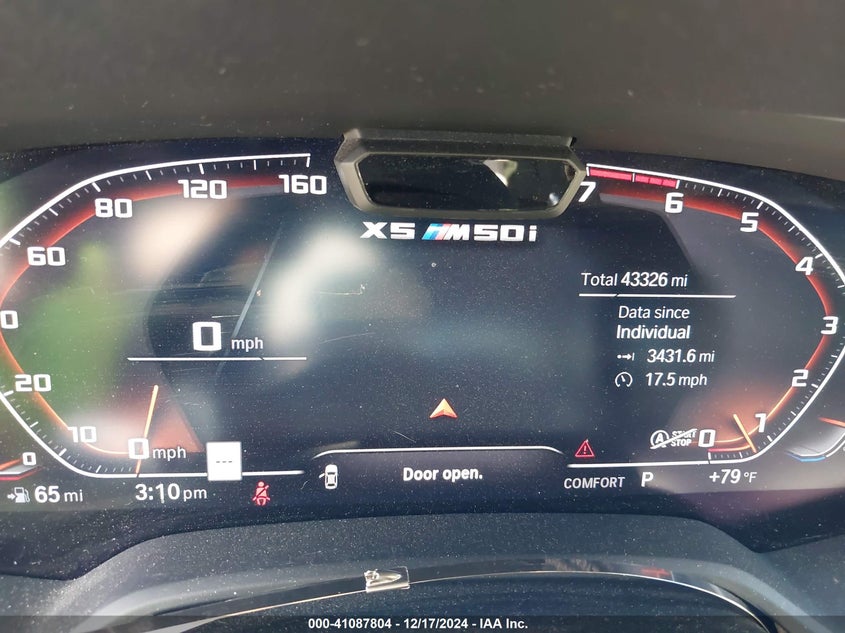 80 120 160
60
0
20
10
0
X5 M50i
7 6 5 4 3 2 1 0
0 mph
0 mph
Total 43326 mi
Data since
Individual
3431.6 mi
17.5 mph
A START STOP
---
65 mi
3:10 pm
Door open.
COMFORT P
+79 °F
000-41087804 - 12/17/2024 - IAA Inc.